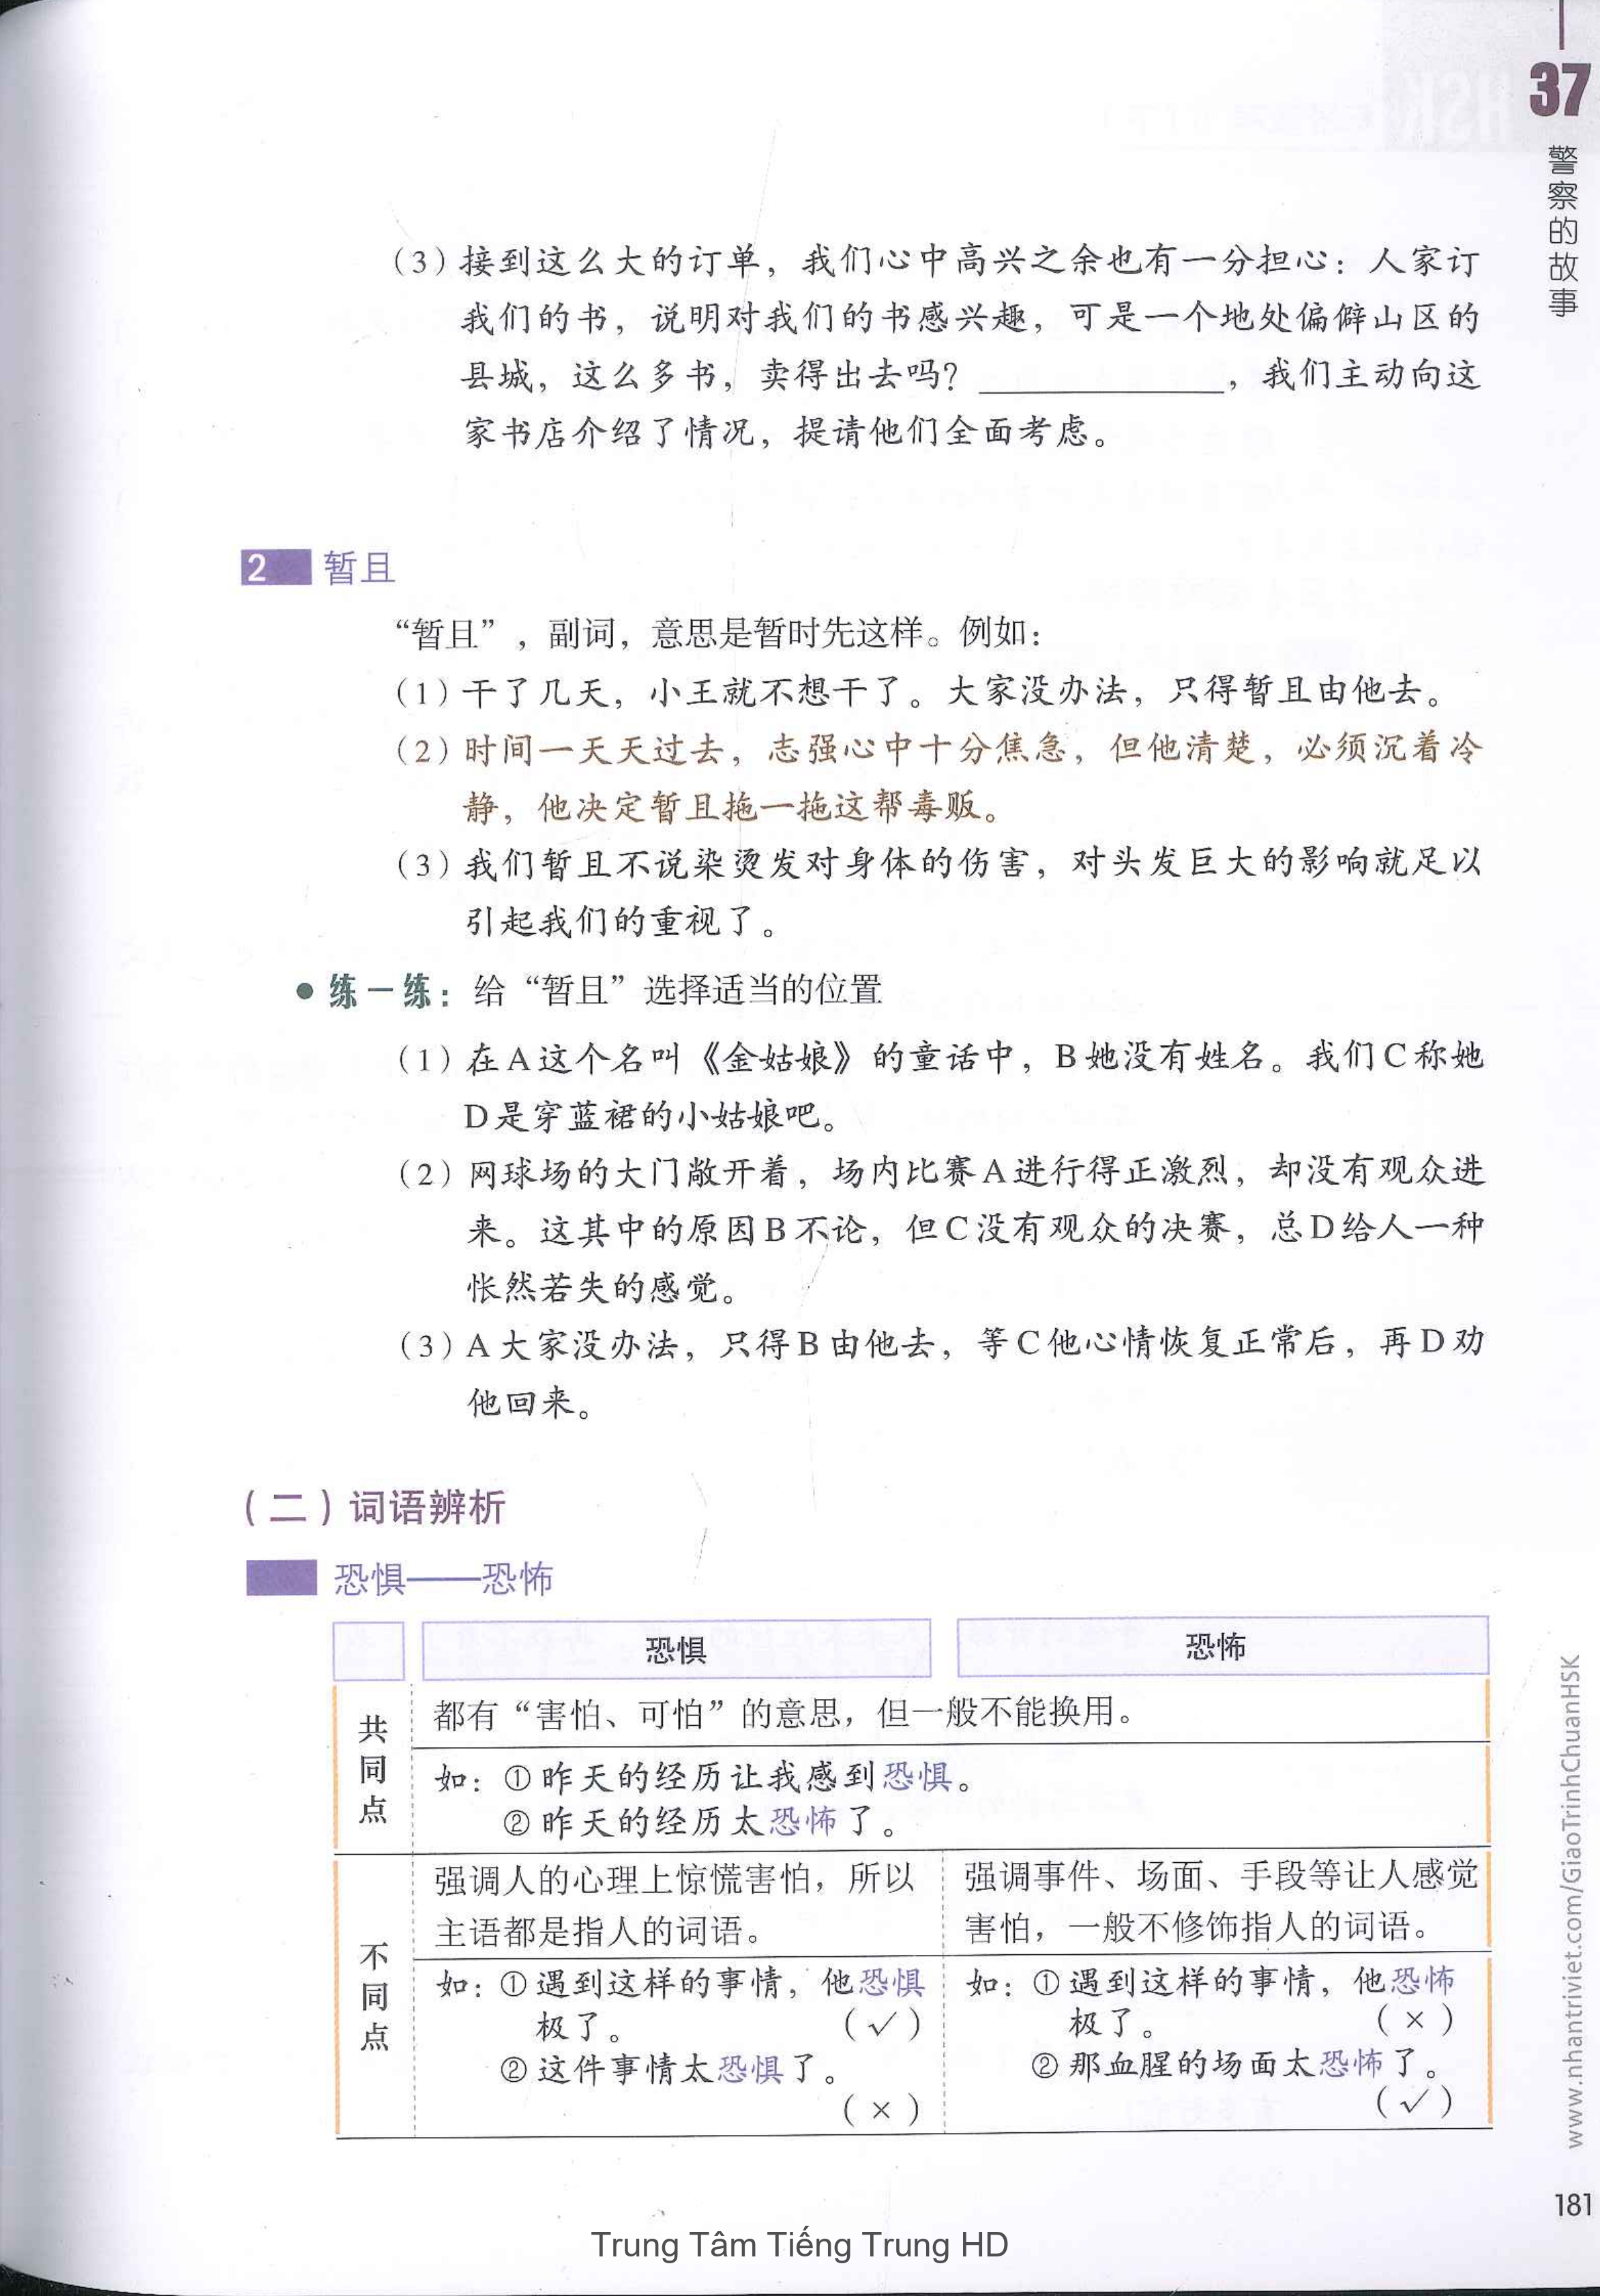 37
警察的故事
（3）接到这么大的订单，我们心中高兴之余也有一分担心：人家订
我们的书，说明对我们的书感兴趣，可是一个地处偏僻山区的
县城，这么多书，卖得出去吗？____________，我们主动向这
家书店介绍了情况，提请他们全面考虑。
2 暂且
“暂且”，副词，意思是暂时先这样。例如：
（1）干了几天，小王就不想干了。大家没办法，只得暂且由他去。
（2）时间一天天过去，志强心中十分焦急，但他清楚，必须沉着冷
静，他决定暂且拖一拖这帮毒贩。
（3）我们暂且不说染烫发对身体的伤害，对头发巨大的影响就足以
引起我们的重视了。
● 练一练：给“暂且”选择适当的位置
（1）在A这个名叫《金姑娘》的童话中，B她没有姓名。我们C称她
D是穿蓝裙的小姑娘吧。
（2）网球场的大门敞开着，场内比赛A进行得正激烈，却没有观众进
来。这其中的原因B不论，但C没有观众的决赛，总D给人一种
怅然若失的感觉。
（3）A大家没办法，只得B由他去，等C他心情恢复正常后，再D劝
他回来。
（二）词语辨析
恐惧——恐怖
恐惧 恐怖
共同点
都有“害怕、可怕”的意思，但一般不能换用。
如：①昨天的经历让我感到恐惧。
②昨天的经历太恐怖了。
不同点
强调人的心理上惊慌害怕，所以
主语都是指人的词语。
强调事件、场面、手段等让人感觉
害怕，一般不修饰指人的词语。
如：①遇到这样的事情，他恐惧
极了。（✓）
②这件事情太恐惧了。
（×）
如：①遇到这样的事情，他恐怖
极了。（×）
②那血腥的场面太恐怖了。
（✓）
www.nhantriviet.com/GiaoTrinhChuanHSK
181
Trung Tâm Tiếng Trung HD